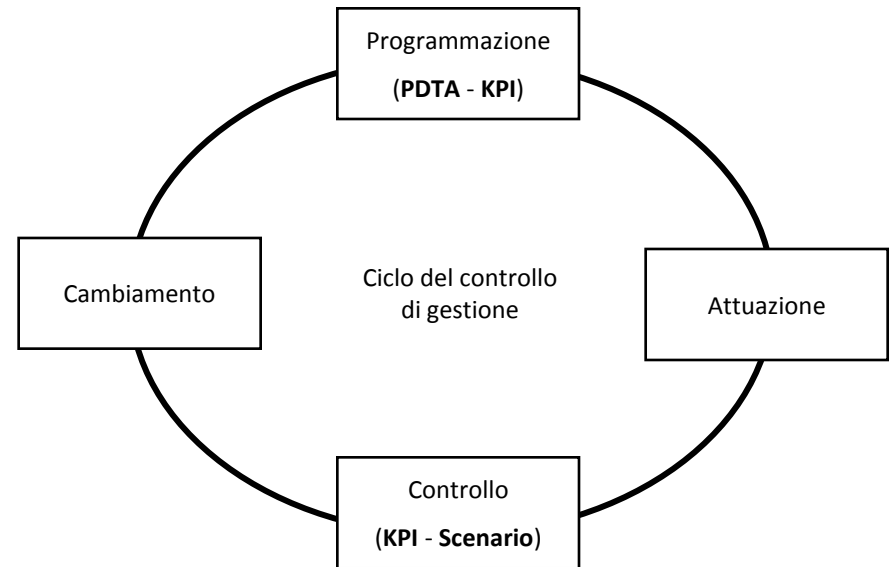 Programmazione
(PDTA - KPI)
Cambiamento
Ciclo del controllo
di gestione
Attuazione
Controllo
(KPI - Scenario)